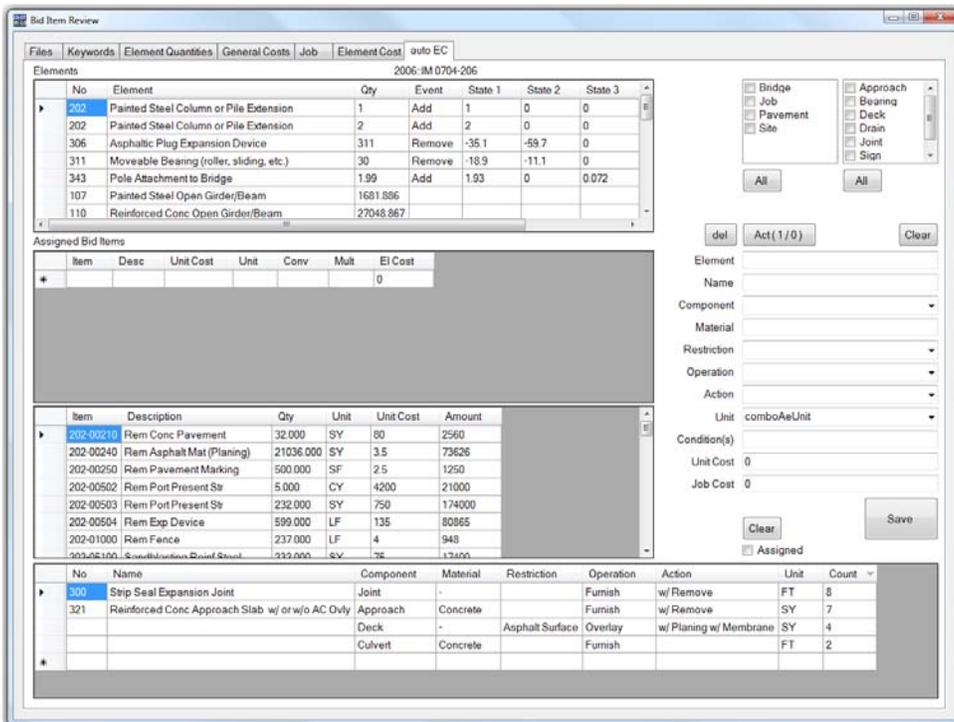 Bid Item Review
Files Keywords Element Quantities General Costs Job Element Cost auto EC
Elements 2006::IM 0704-206
No Element Qty Event State 1 State 2 State 3
202 Painted Steel Column or Pile Extension 1 Add 1 0 0
202 Painted Steel Column or Pile Extension 2 Add 2 0 0
306 Asphaltic Plug Expansion Device 311 Remove -35.1 -59.7 0
311 Moveable Bearing (roller, sliding, etc.) 30 Remove -18.9 -11.1 0
343 Pole Attachment to Bridge 1.99 Add 1.93 0 0.072
107 Painted Steel Open Girder/Beam 1681.886
110 Reinforced Conc Open Girder/Beam 27048.867
Bridge
Job
Pavement
Site
All
Approach
Bearing
Deck
Drain
Joint
Sign
All
Assigned Bid Items
Item Desc Unit Cost Unit Conv Mult El Cost
0
del Act ( 1 / 0 ) Clear
Element
Name
Component
Material
Restriction
Operation
Action
Unit comboAeUnit
Condition(s)
Unit Cost 0
Job Cost 0
Clear
Save
Assigned
Item Description Qty Unit Unit Cost Amount
202-00210 Rem Conc Pavement 32.000 SY 80 2560
202-00240 Rem Asphalt Mat (Planing) 21036.000 SY 3.5 73626
202-00250 Rem Pavement Marking 500.000 SF 2.5 1250
202-00502 Rem Port Present Str 5.000 CY 4200 21000
202-00503 Rem Port Present Str 232.000 SY 750 174000
202-00504 Rem Exp Device 599.000 LF 135 80865
202-01000 Rem Fence 237.000 LF 4 948
202-05100 Sandblasting Reinf Steel 232.000 SY 75 17400
No Name Component Material Restriction Operation Action Unit Count
300 Strip Seal Expansion Joint Joint - Furnish w/ Remove FT 8
321 Reinforced Conc Approach Slab w/ or w/o AC Ovly Approach Concrete Furnish w/ Remove SY 7
Deck - Asphalt Surface Overlay w/ Planing w/ Membrane SY 4
Culvert Concrete Furnish FT 2